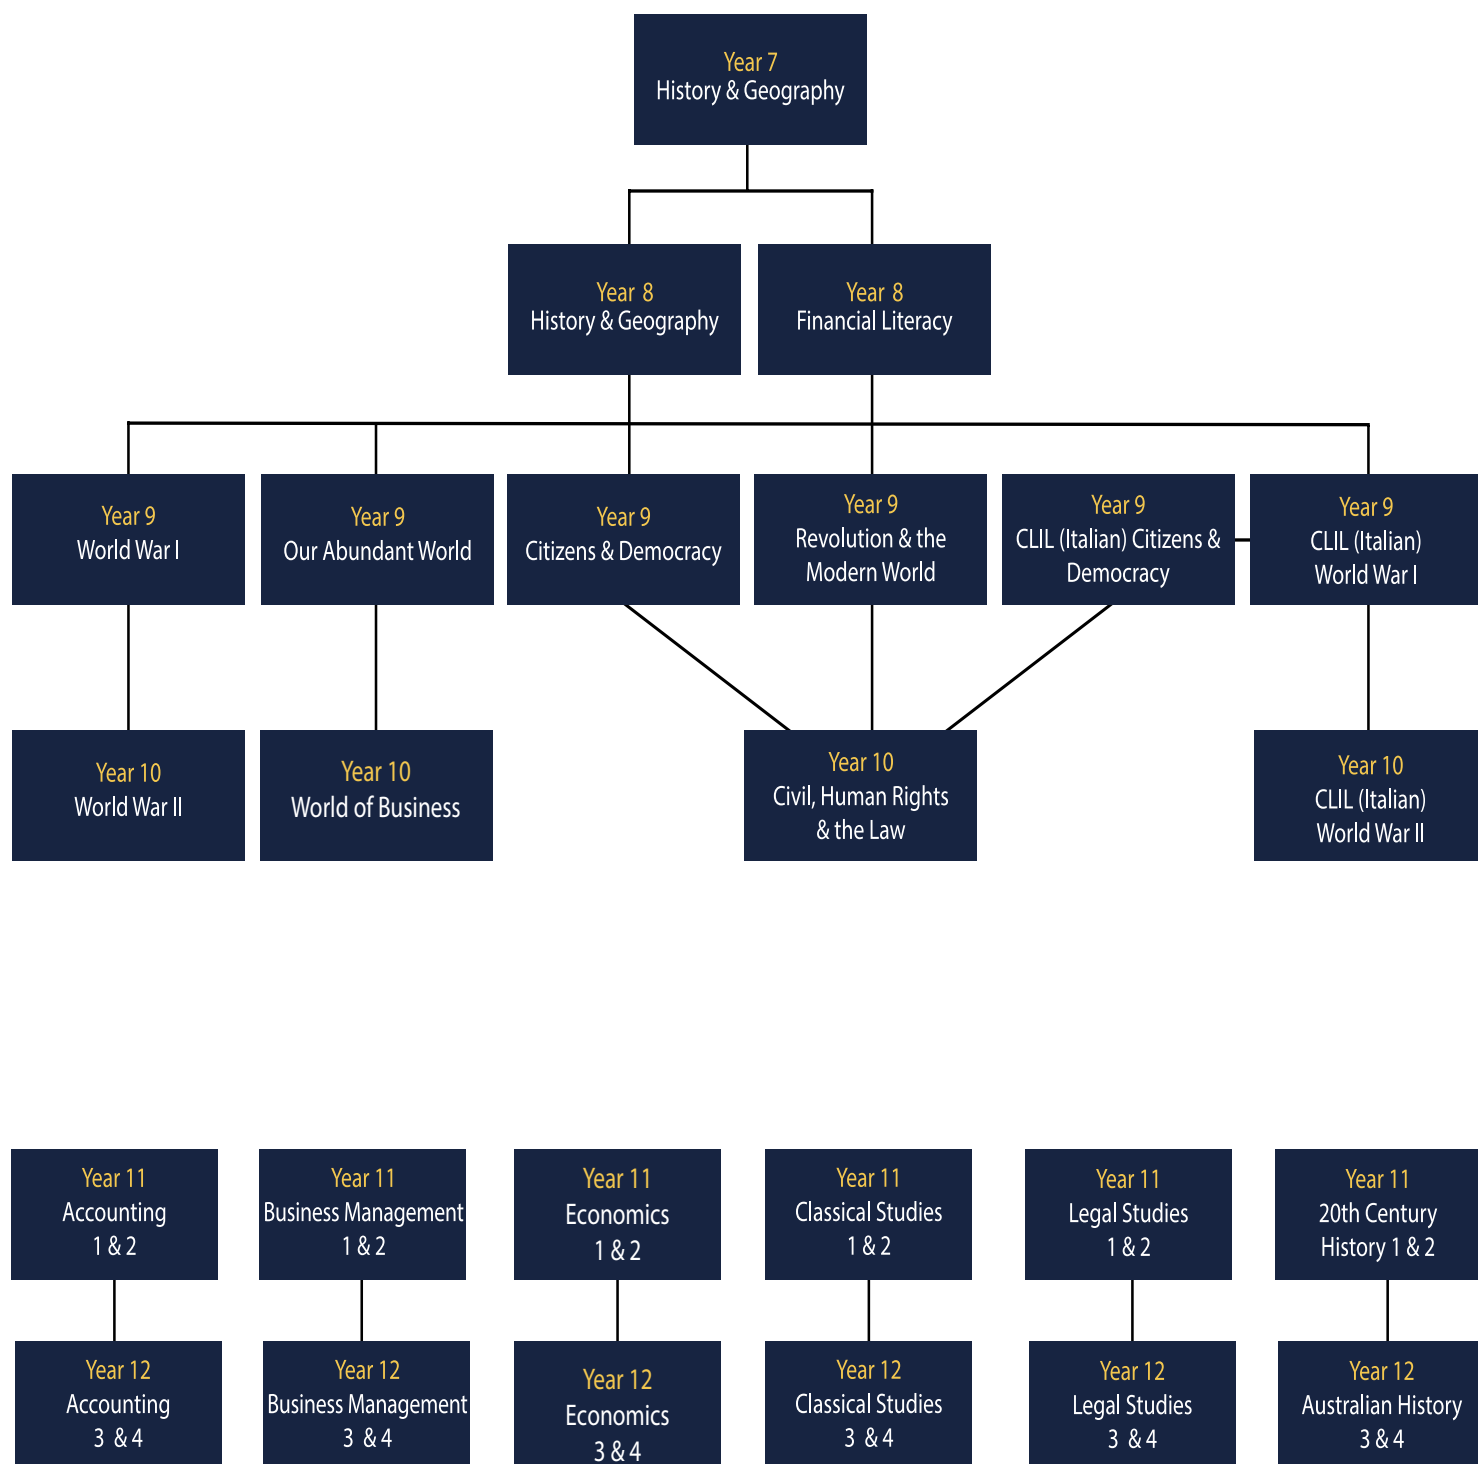 Year 7
History & Geography
Year 8
History & Geography
Year 8
Financial Literacy
Year 9
World War I
Year 9
Our Abundant World
Year 9
Citizens & Democracy
Year 9
Revolution & the
Modern World
Year 9
CLIL (Italian) Citizens &
Democracy
Year 9
CLIL (Italian)
World War I
Year 10
World War II
Year 10
World of Business
Year 10
Civil, Human Rights
& the Law
Year 10
CLIL (Italian)
World War II
Year 11
Accounting
1 & 2
Year 11
Business Management
1 & 2
Year 11
Economics
1 & 2
Year 11
Classical Studies
1 & 2
Year 11
Legal Studies
1 & 2
Year 11
20th Century
History 1 & 2
Year 12
Accounting
3 & 4
Year 12
Business Management
3 & 4
Year 12
Economics
3 & 4
Year 12
Classical Studies
3 & 4
Year 12
Legal Studies
3 & 4
Year 12
Australian History
3 & 4